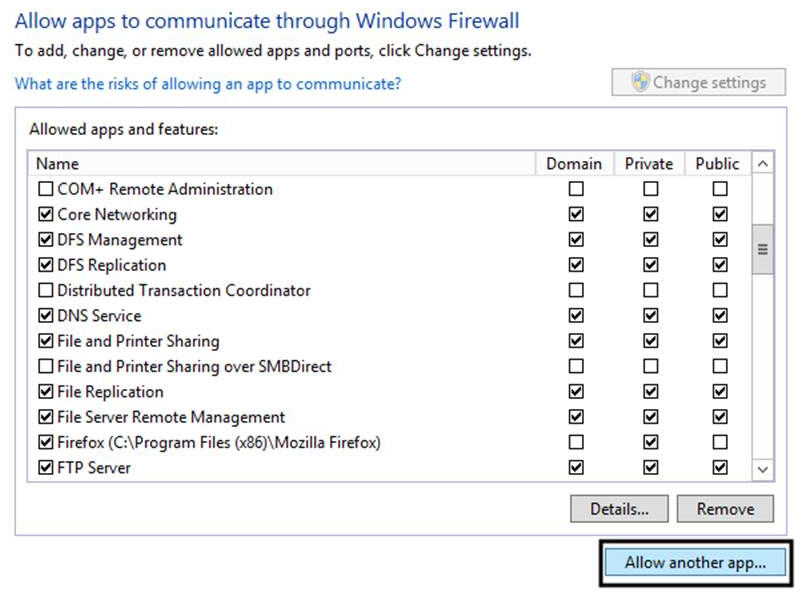 Allow apps to communicate through Windows Firewall
To add, change, or remove allowed apps and ports, click Change settings.
What are the risks of allowing an app to communicate?
Change settings
Allowed apps and features:
Name Domain Private Public
COM+ Remote Administration
Core Networking
DFS Management
DFS Replication
Distributed Transaction Coordinator
DNS Service
File and Printer Sharing
File and Printer Sharing over SMBDirect
File Replication
File Server Remote Management
Firefox (C:\Program Files (x86)\Mozilla Firefox)
FTP Server
Details... Remove
Allow another app...